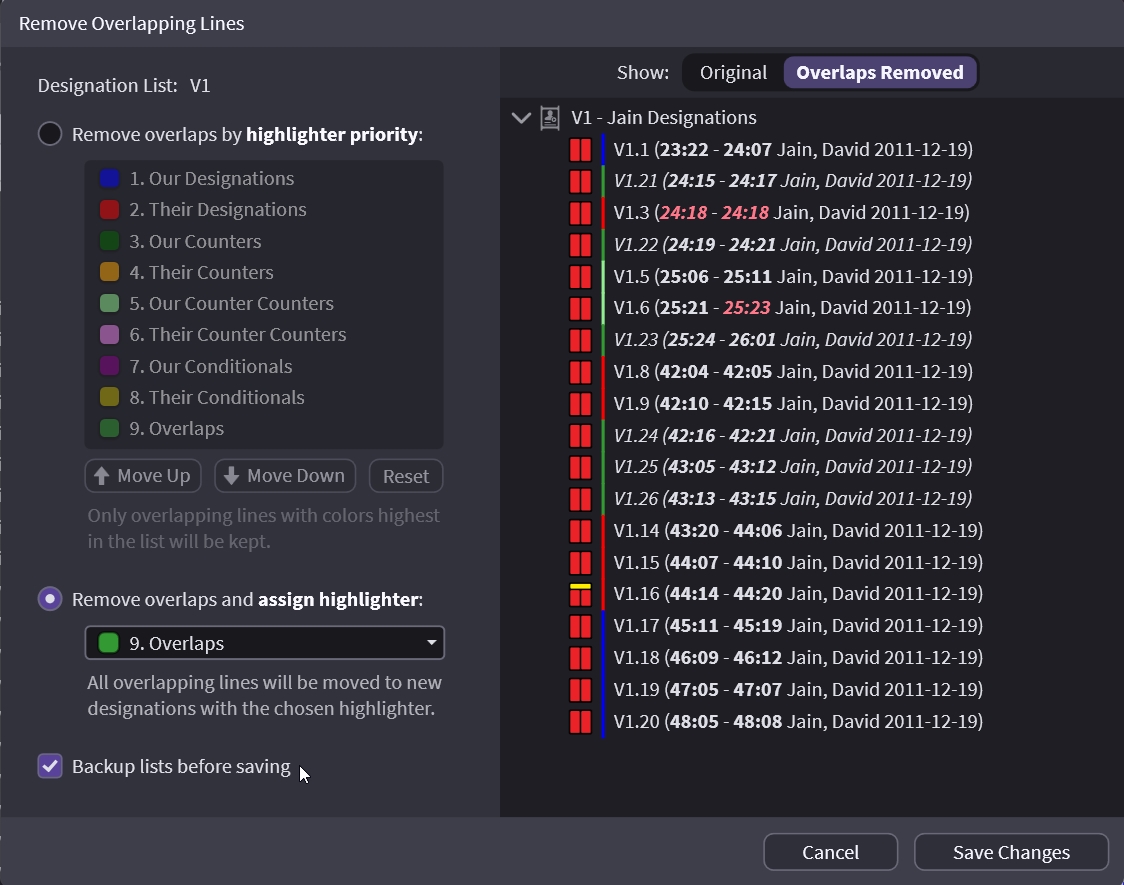 Remove Overlapping Lines
Designation List: V1
Remove overlaps by highlighter priority:
1. Our Designations
2. Their Designations
3. Our Counters
4. Their Counters
5. Our Counter Counters
6. Their Counter Counters
7. Our Conditionals
8. Their Conditionals
9. Overlaps
Move Up
Move Down
Reset
Only overlapping lines with colors highest
in the list will be kept.
Remove overlaps and assign highlighter:
9. Overlaps
All overlapping lines will be moved to new
designations with the chosen highlighter.
Backup lists before saving
Show: Original Overlaps Removed
V1 - Jain Designations
V1.1 (23:22 - 24:07 Jain, David 2011-12-19)
V1.21 (24:15 - 24:17 Jain, David 2011-12-19)
V1.3 (24:18 - 24:18 Jain, David 2011-12-19)
V1.22 (24:19 - 24:21 Jain, David 2011-12-19)
V1.5 (25:06 - 25:11 Jain, David 2011-12-19)
V1.6 (25:21 - 25:23 Jain, David 2011-12-19)
V1.23 (25:24 - 26:01 Jain, David 2011-12-19)
V1.8 (42:04 - 42:05 Jain, David 2011-12-19)
V1.9 (42:10 - 42:15 Jain, David 2011-12-19)
V1.24 (42:16 - 42:21 Jain, David 2011-12-19)
V1.25 (43:05 - 43:12 Jain, David 2011-12-19)
V1.26 (43:13 - 43:15 Jain, David 2011-12-19)
V1.14 (43:20 - 44:06 Jain, David 2011-12-19)
V1.15 (44:07 - 44:10 Jain, David 2011-12-19)
V1.16 (44:14 - 44:20 Jain, David 2011-12-19)
V1.17 (45:11 - 45:19 Jain, David 2011-12-19)
V1.18 (46:09 - 46:12 Jain, David 2011-12-19)
V1.19 (47:05 - 47:07 Jain, David 2011-12-19)
V1.20 (48:05 - 48:08 Jain, David 2011-12-19)
Cancel
Save Changes